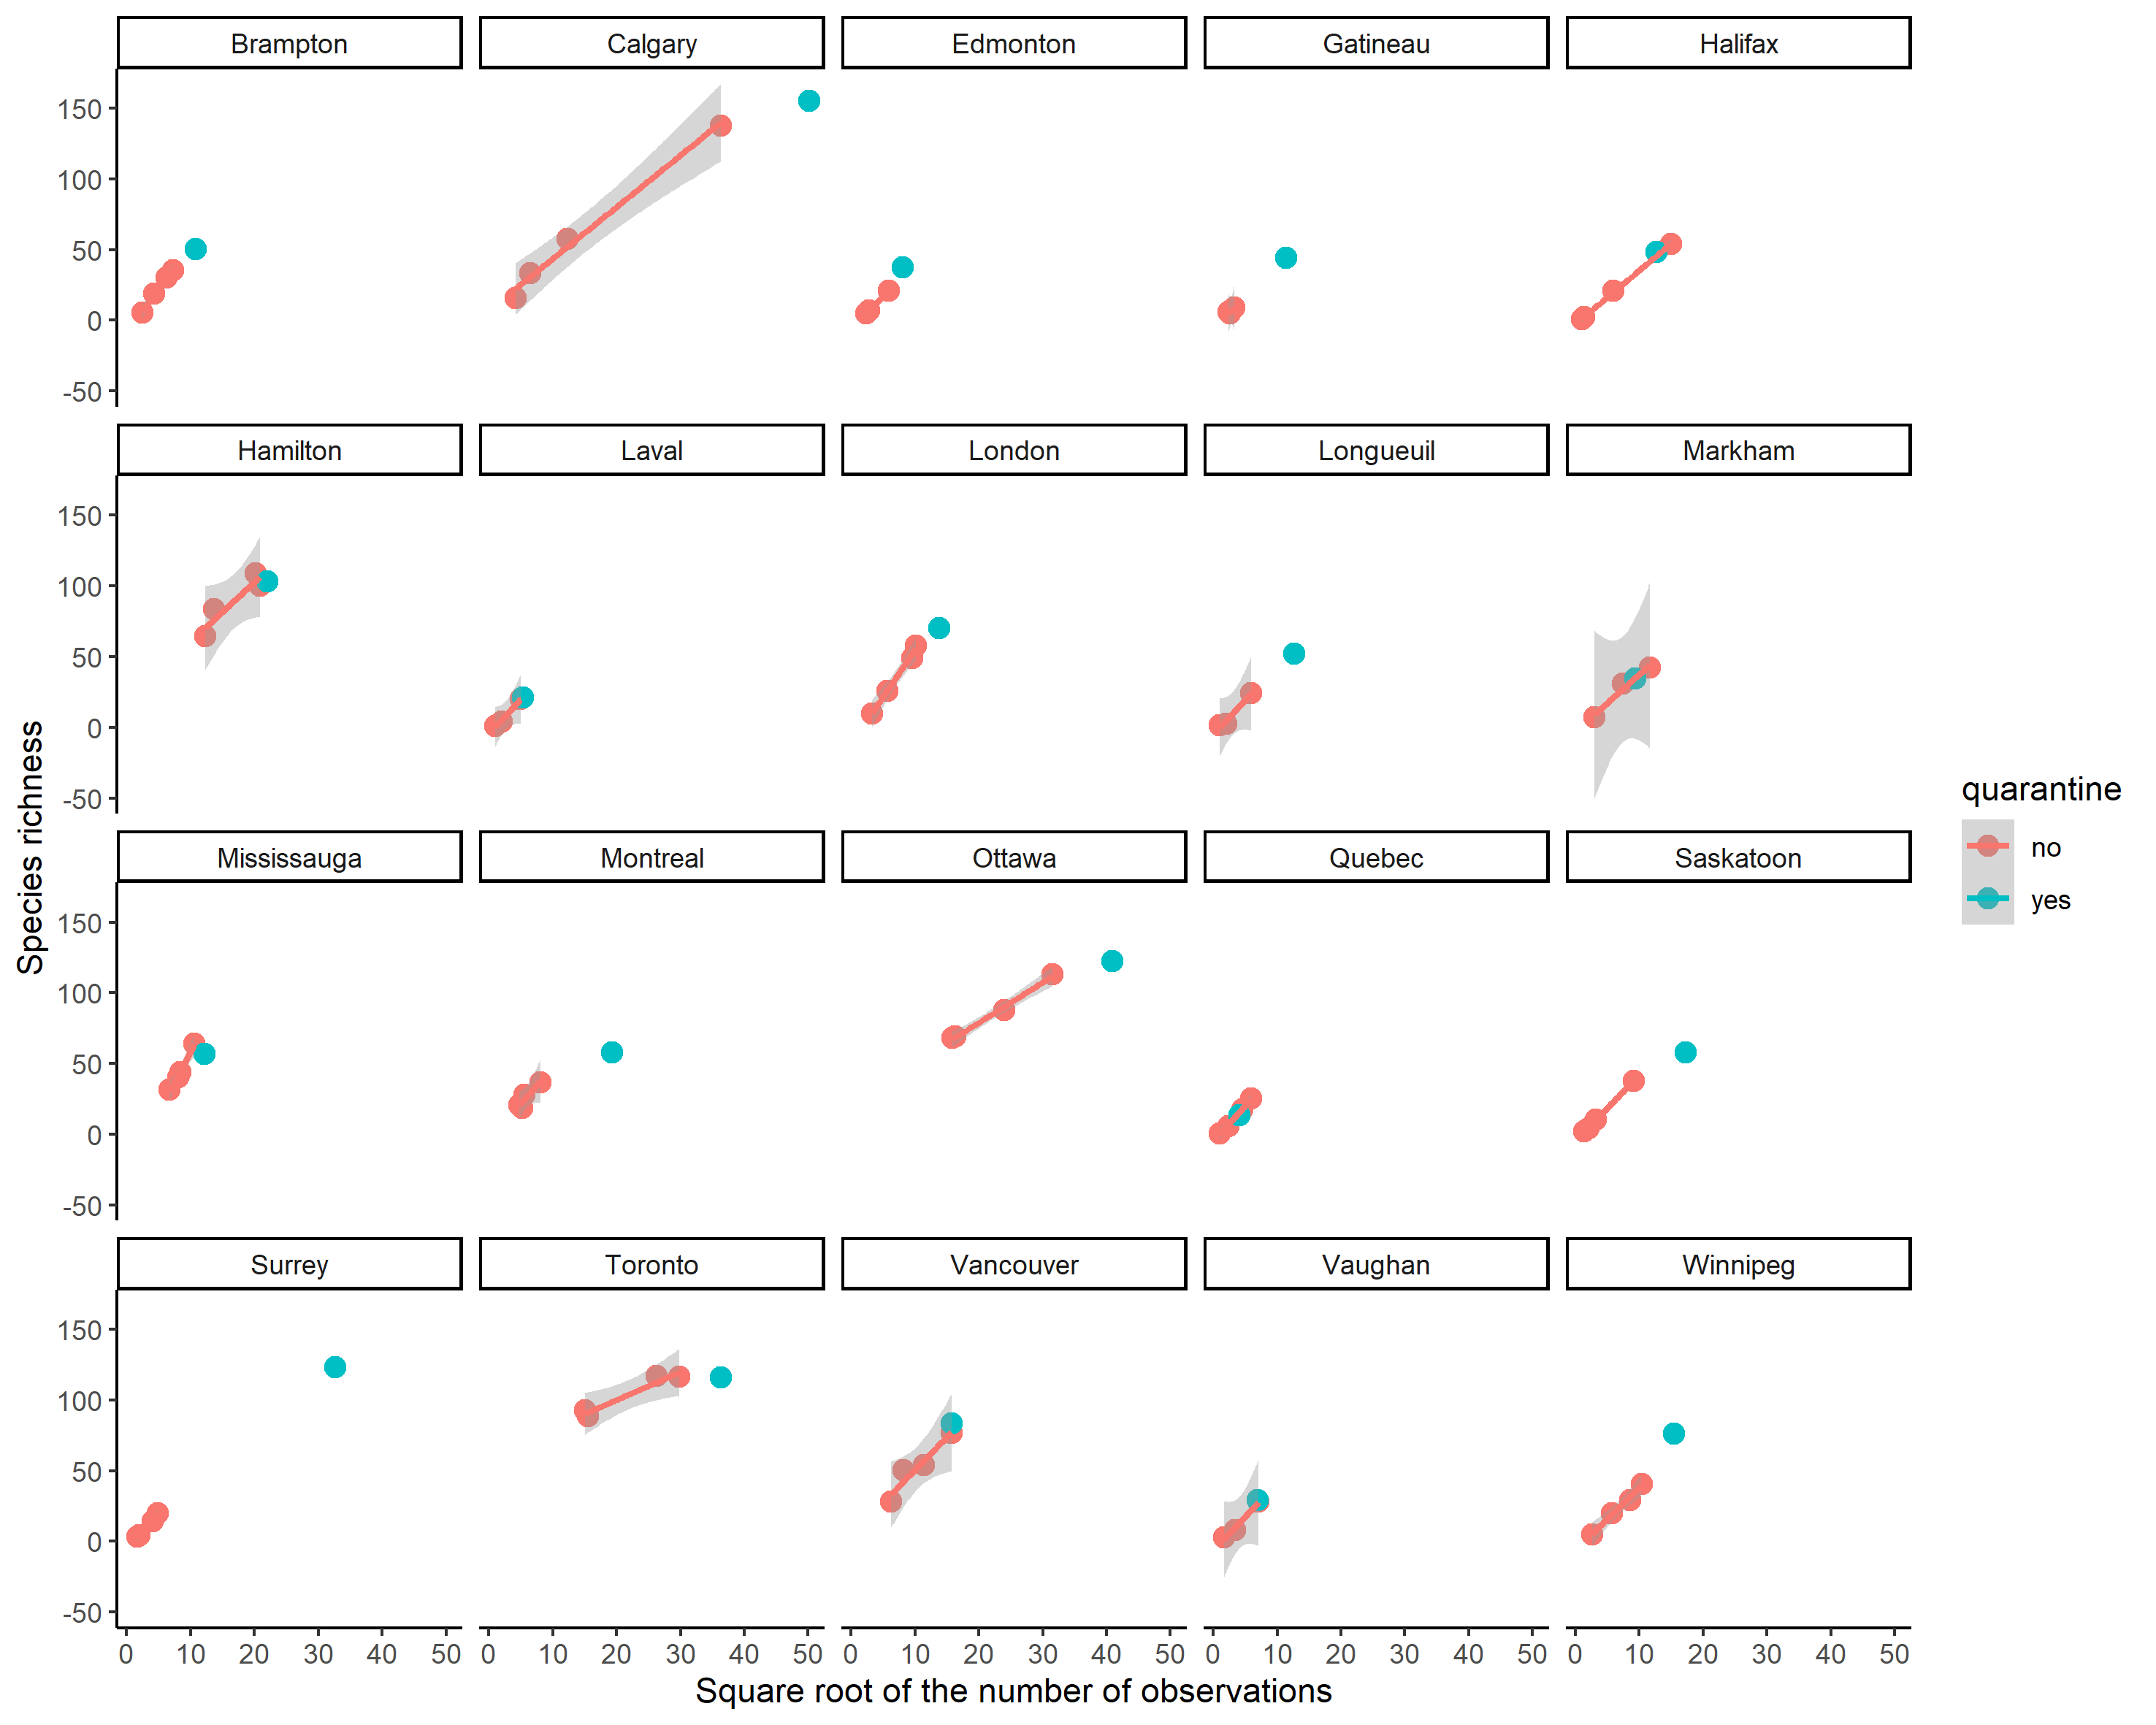 Brampton Calgary Edmonton Gatineau Halifax
150
100
50
0
-50
Hamilton Laval London Longueuil Markham
150
100
50
0
-50
Mississauga Montreal Ottawa Quebec Saskatoon
150
100
50
0
-50
Surrey Toronto Vancouver Vaughan Winnipeg
150
100
50
0
-50
0 10 20 30 40 50 0 10 20 30 40 50 0 10 20 30 40 50 0 10 20 30 40 50 0 10 20 30 40 50
Square root of the number of observations
Species richness
quarantine
no
yes